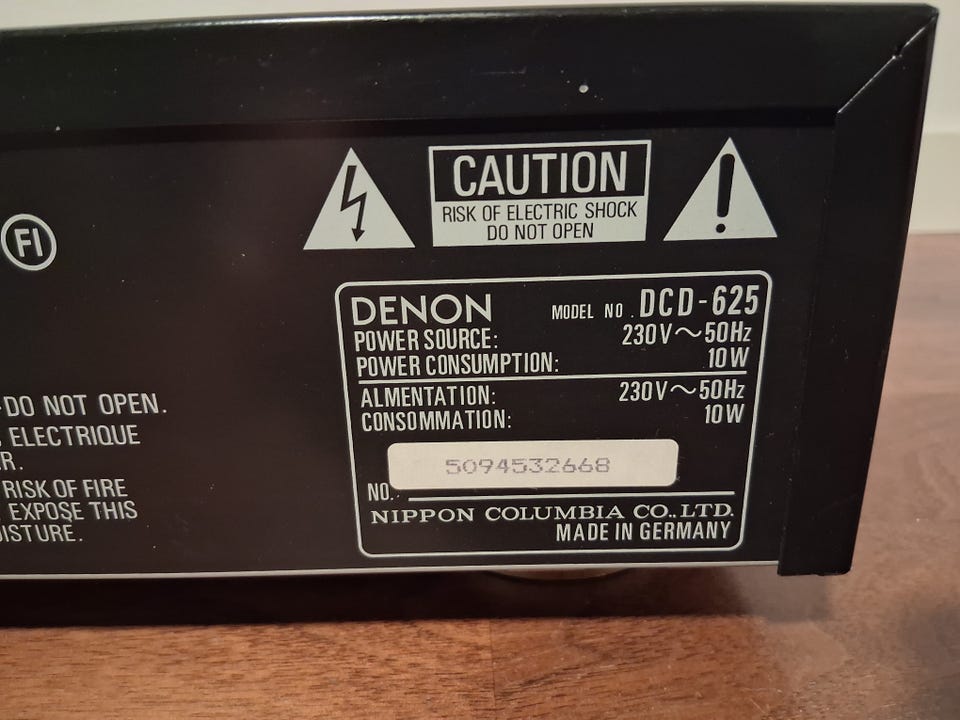 FI
CAUTION
RISK OF ELECTRIC SHOCK
DO NOT OPEN
DO NOT OPEN.
ELECTRIQUE
R.
RISK OF FIRE
EXPOSE THIS
ISTURE.
DENON MODEL NO. DCD-625
POWER SOURCE: 230V~50Hz
POWER CONSUMPTION: 10W
ALMENTATION: 230V~50Hz
CONSOMMATION: 10W
5094532668
NO.
NIPPON COLUMBIA CO.,LTD.
MADE IN GERMANY